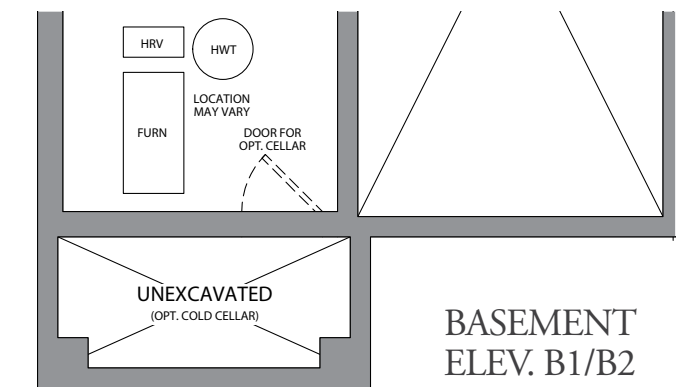 HRV
HWT
LOCATION
MAY VARY
FURN
DOOR FOR
OPT. CELLAR
UNEXCAVATED
(OPT. COLD CELLAR)
BASEMENT
ELEV. B1/B2